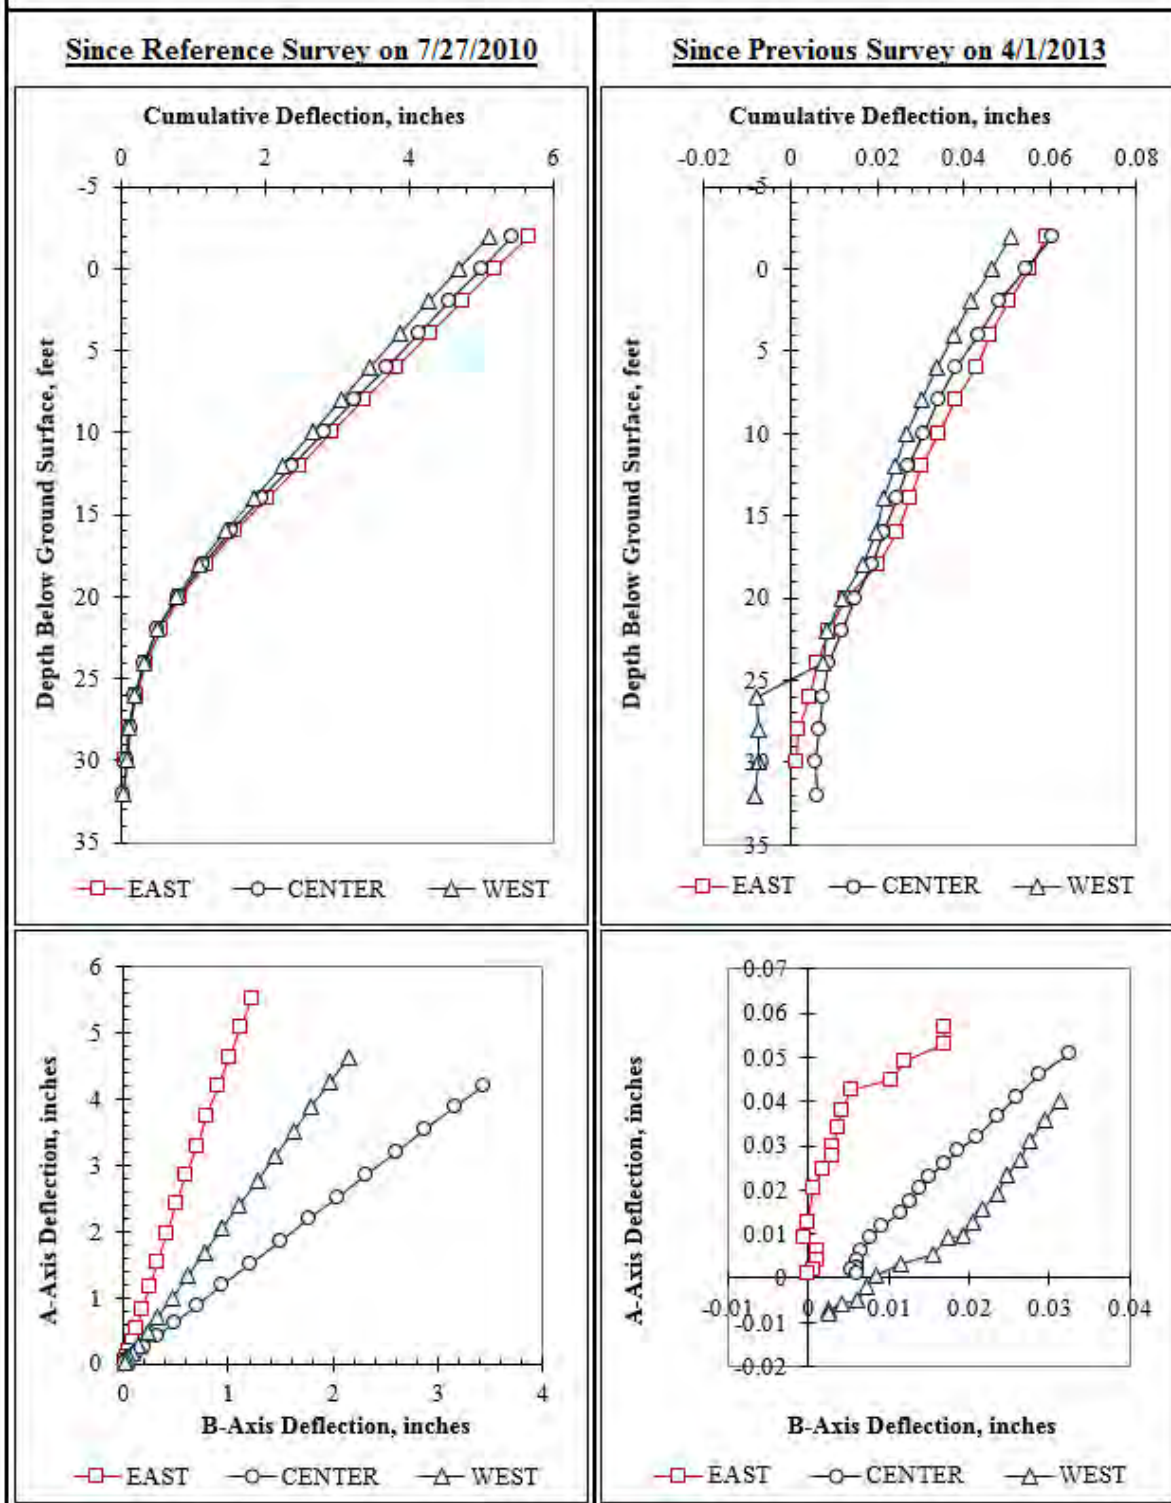 Since Reference Survey on 7/27/2010
Cumulative Deflection, inches
0 2 4 6
-5
0
5
10
15
20
25
30
35
Depth Below Ground Surface, feet
EAST CENTER WEST
Since Previous Survey on 4/1/2013
Cumulative Deflection, inches
-0.02 0 0.02 0.04 0.06 0.08
-5
0
5
10
15
20
25
30
35
Depth Below Ground Surface, feet
EAST CENTER WEST
6
5
4
3
2
1
0
A-Axis Deflection, inches
0 1 2 3 4
B-Axis Deflection, inches
EAST CENTER WEST
0.07
0.06
0.05
0.04
0.03
0.02
0.01
0
-0.01
-0.02
A-Axis Deflection, inches
-0.01 0 0.01 0.02 0.03 0.04
B-Axis Deflection, inches
EAST CENTER WEST